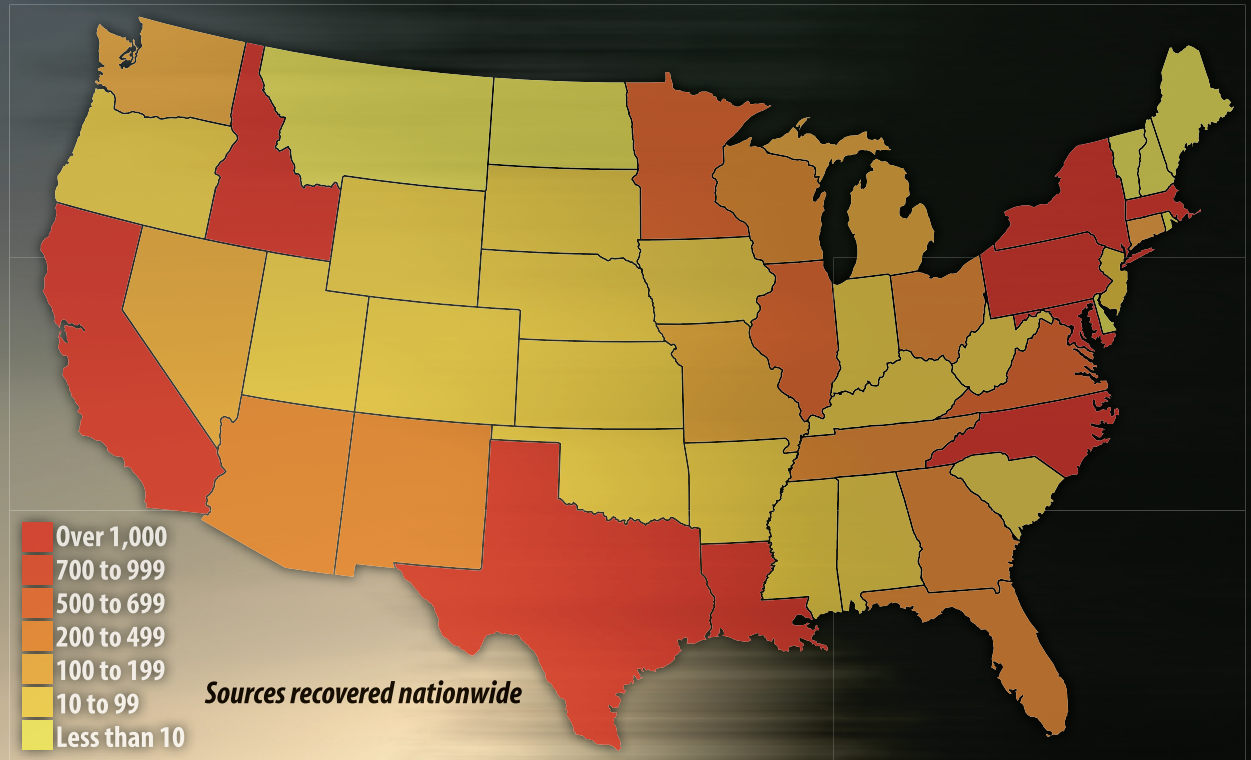 Over 1,000
700 to 999
500 to 699
200 to 499
100 to 199
10 to 99
Less than 10
Sources recovered nationwide